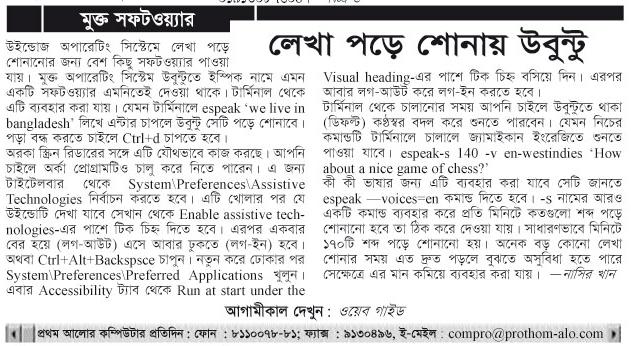 মুক্ত সফটওয়্যার
লেখা পড়ে শোনায় উবুন্টু
উইন্ডোজ অপারেটিং সিস্টেমে লেখা পড়ে
শোনানোর জন্য বেশ কিছু সফটওয়্যার পাওয়া
যায়। মুক্ত অপারেটিং সিস্টেম উবুন্টুতে ইস্পিক নামে এমন
একটি সফটওয়্যার এমনিতেই দেওয়া থাকে। টার্মিনাল থেকে
এটি ব্যবহার করা যায়। যেমন টার্মিনালে espeak ‘we live in
bangladesh’ লিখে এন্টার চাপলে উবুন্টু সেটি পড়ে শোনাবে।
পড়া বন্ধ করতে চাইলে Ctrl+d চাপতে হবে।
অরকা স্ক্রিন রিডারের সঙ্গে এটি যৌথভাবে কাজ করছে। আপনি
চাইলে অর্কা প্রোগ্রামটিও চালু করে নিতে পারেন। এ জন্য
টাইটেলবার থেকে System\Preferences\Assistive
Technologies নির্বাচন করতে হবে। এটি খোলার পর যে
উইন্ডোটি দেখা যাবে সেখান থেকে Enable assistive tech-
nologies-এর পাশে টিক চিহ্ন দিতে হবে। এরপর একবার
বের হয়ে (লগ-আউট) এসে আবার ঢুকতে (লগ-ইন) হবে।
অথবা Ctrl+Alt+Backspsce চাপুন। নতুন করে ঢোকার পর
System\Preferences\Preferred Applications খুলুন।
এবার Accessibility ট্যাব থেকে Run at start under the
Visual heading-এর পাশে টিক চিহ্ন বসিয়ে দিন। এরপর
আবার লগ-আউট করে লগ-ইন করতে হবে।
টার্মিনাল থেকে চালানোর সময় আপনি চাইলে উবুন্টুতে থাকা
(ডিফল্ট) কণ্ঠস্বর বদল করে শুনতে পারবেন। যেমন নিচের
কমান্ডটি টার্মিনালে চালালে জ্যামাইকান ইংরেজিতে শুনতে
পাওয়া যাবে। espeak-s 140 -v en-westindies ‘How
about a nice game of chess?’
কী কী ভাষার জন্য এটি ব্যবহার করা যাবে সেটি জানতে
espeak —voices=en কমান্ড দিতে হবে। -s নামের আরও
একটি কমান্ড ব্যবহার করে প্রতি মিনিটে কতগুলো শব্দ পড়ে
শোনানো হবে তা ঠিক করে দেওয়া যায়। সাধারণভাবে মিনিটে
১৭০টি শব্দ পড়ে শোনানো হয়। অনেক বড় কোনো লেখা
শোনার সময় এত দ্রুত পড়লে বুঝতে অসুবিধা হতে পারে
সেক্ষেত্রে এর মান কমিয়ে ব্যবহার করা যায়। —নাসির খান
আগামীকাল দেখুন : ওয়েব গাইড
প্রথম আলোর কম্পিউটার প্রতিদিন : ফোন : ৮১১০০৭৮-৮১; ফ্যাক্স : ৯১৩০৪৯৬, ই-মেইল : compro@prothom-alo.com